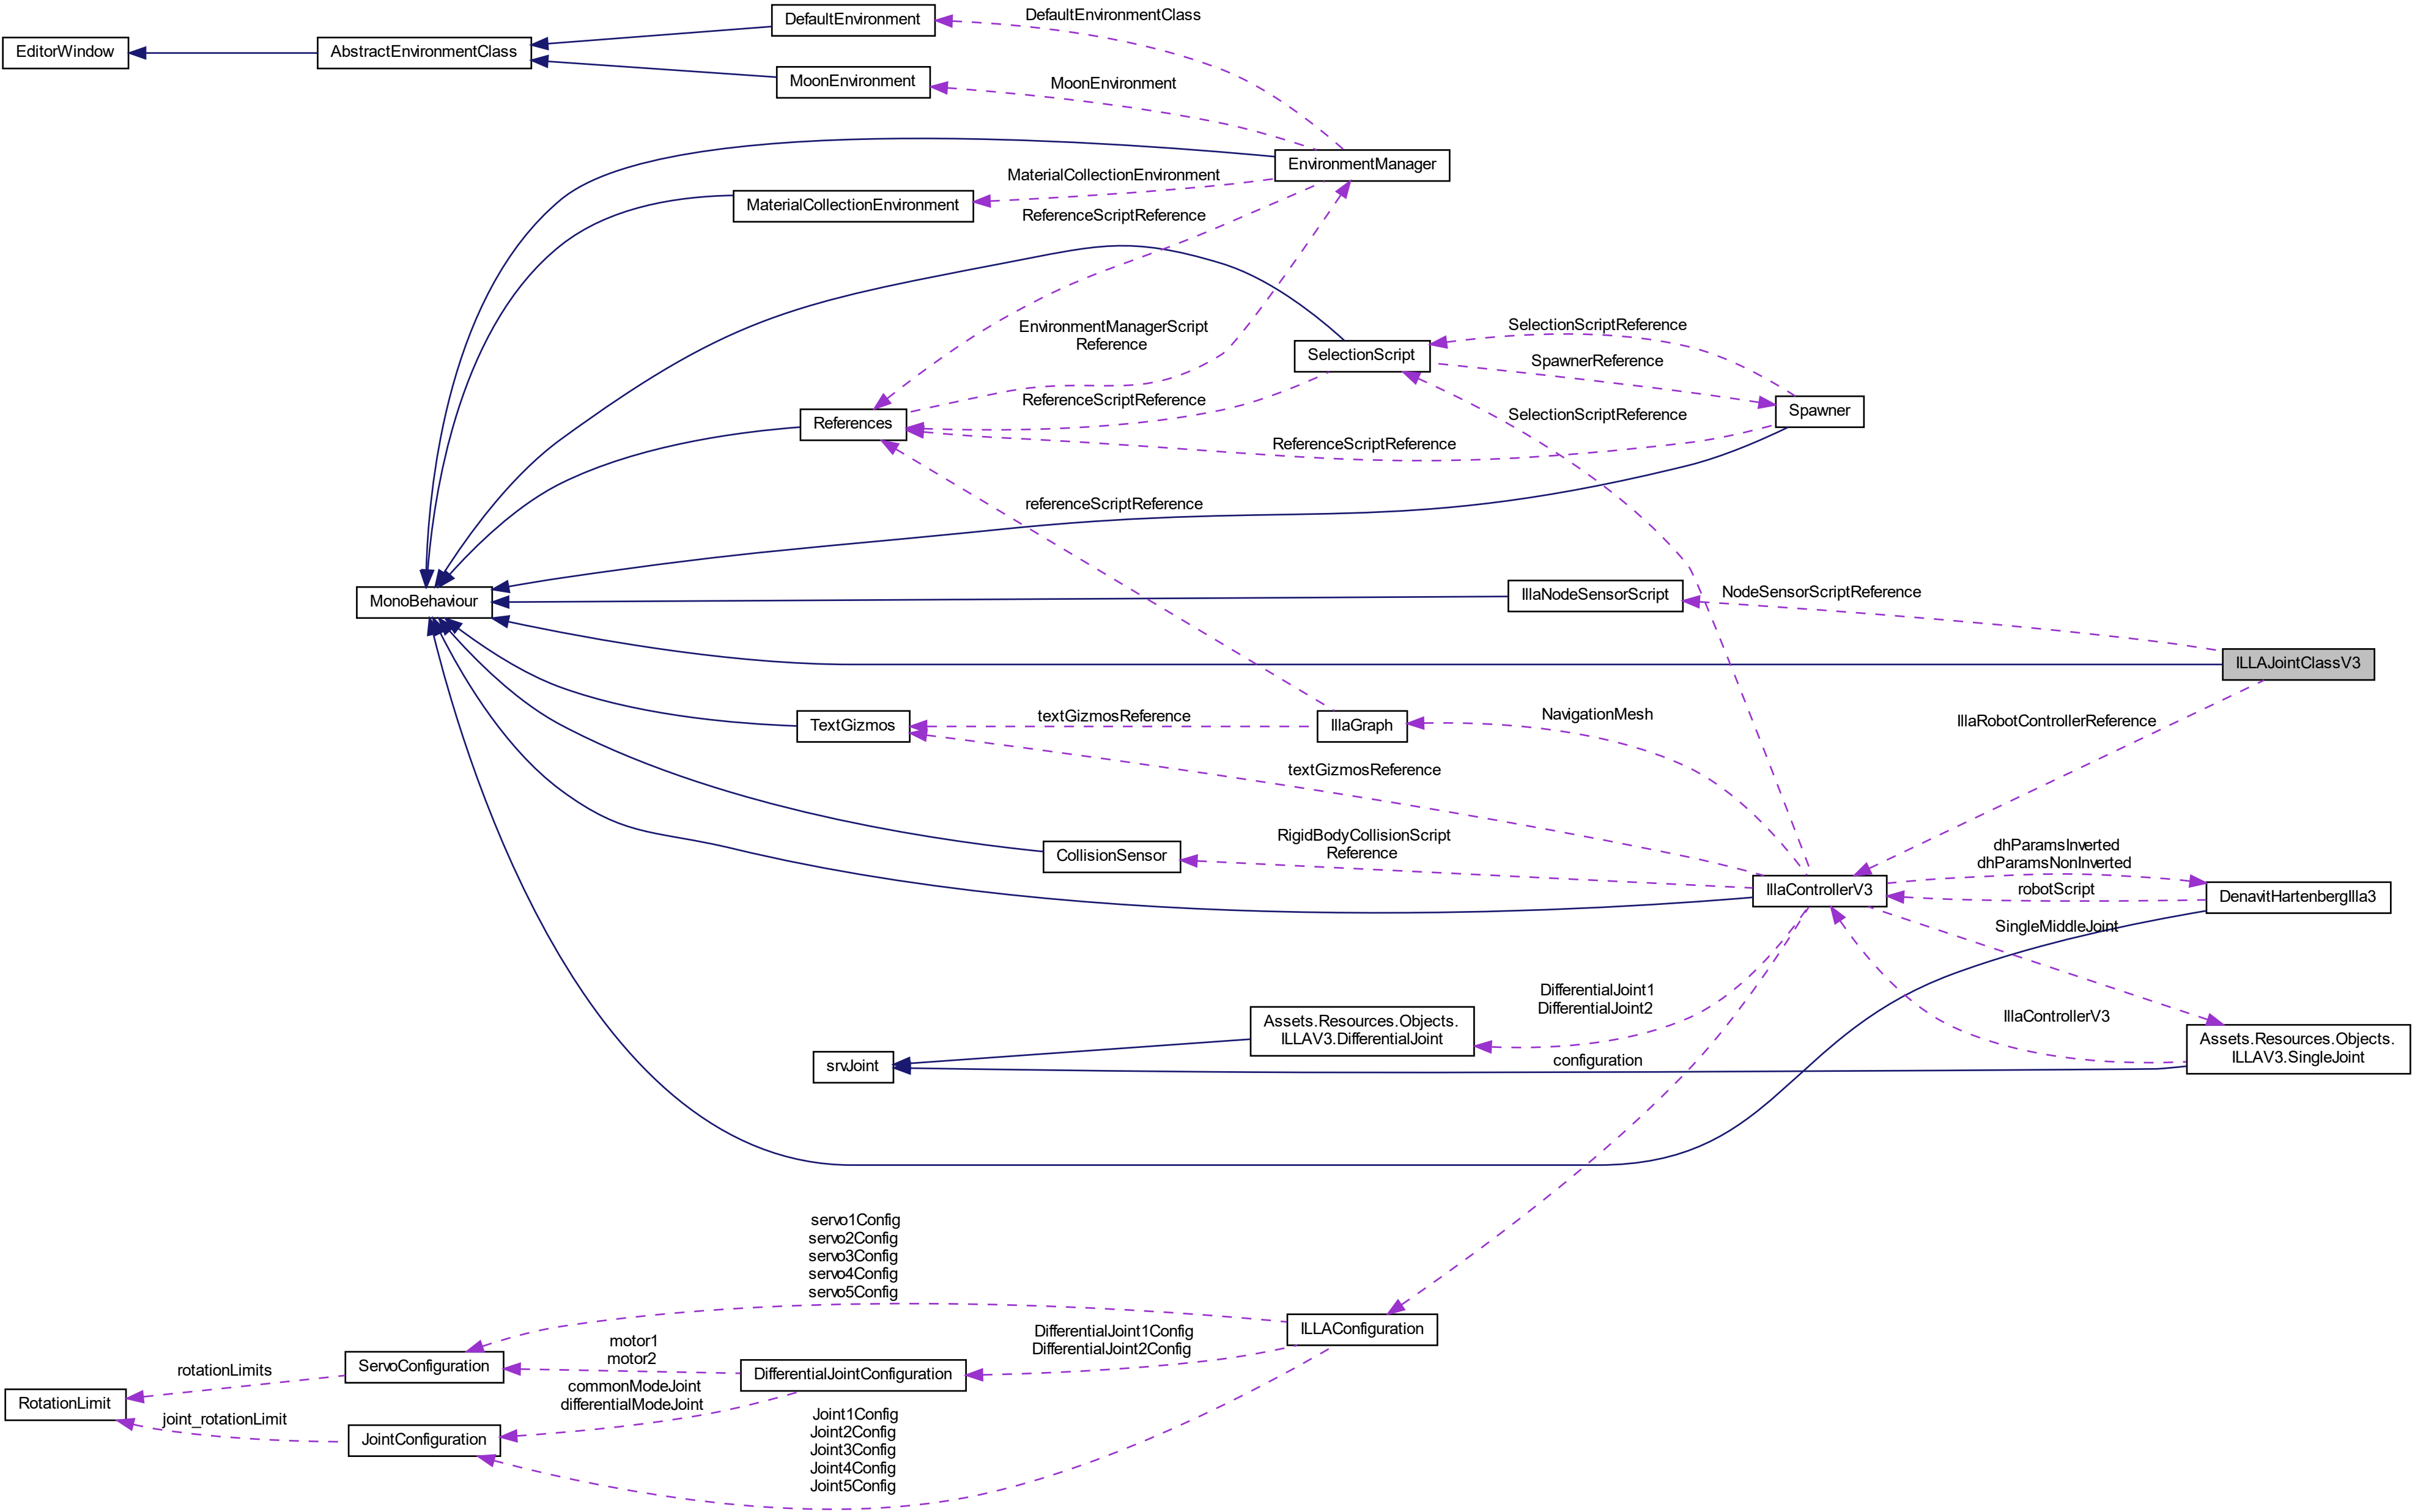 DefaultEnvironment
DefaultEnvironmentClass
EditorWindow
AbstractEnvironmentClass
MoonEnvironment
MoonEnvironment
EnvironmentManager
MaterialCollectionEnvironment
MaterialCollectionEnvironment
ReferenceScriptReference
EnvironmentManagerScript
Reference
SelectionScriptReference
SelectionScript
SpawnerReference
ReferenceScriptReference
Spawner
References
SelectionScriptReference
ReferenceScriptReference
referenceScriptReference
MonoBehaviour
IllaNodeSensorScript
NodeSensorScriptReference
ILLAJointClassV3
TextGizmos
textGizmosReference
IllaGraph
NavigationMesh
IllaRobotControllerReference
textGizmosReference
CollisionSensor
RigidBodyCollisionScript
Reference
IllaControllerV3
dhParamsInverted
dhParamsNonInverted
robotScript
DenavitHartenbergIlla3
SingleMiddleJoint
DifferentialJoint1
DifferentialJoint2
Assets.Resources.Objects.
ILLAV3.DifferentialJoint
IllaControllerV3
Assets.Resources.Objects.
ILLAV3.SingleJoint
srvJoint
configuration
servo1Config
servo2Config
servo3Config
servo4Config
servo5Config
ILLAConfiguration
DifferentialJoint1Config
DifferentialJoint2Config
motor1
motor2
ServoConfiguration
DifferentialJointConfiguration
rotationLimits
RotationLimit
commonModeJoint
differentialModeJoint
joint_rotationLimit
JointConfiguration
Joint1Config
Joint2Config
Joint3Config
Joint4Config
Joint5Config